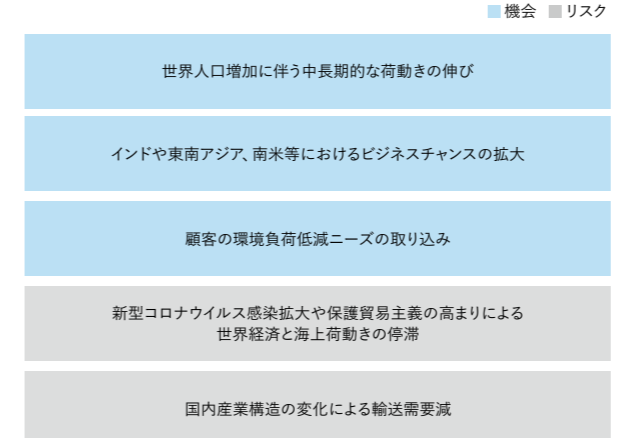 機会 リスク
世界人口増加に伴う中長期的な荷動きの伸び
インドや東南アジア、南米等におけるビジネスチャンスの拡大
顧客の環境負荷低減ニーズの取り込み
新型コロナウイルス感染拡大や保護貿易主義の高まりによる
世界経済と海上荷動きの停滞
国内産業構造の変化による輸送需要減